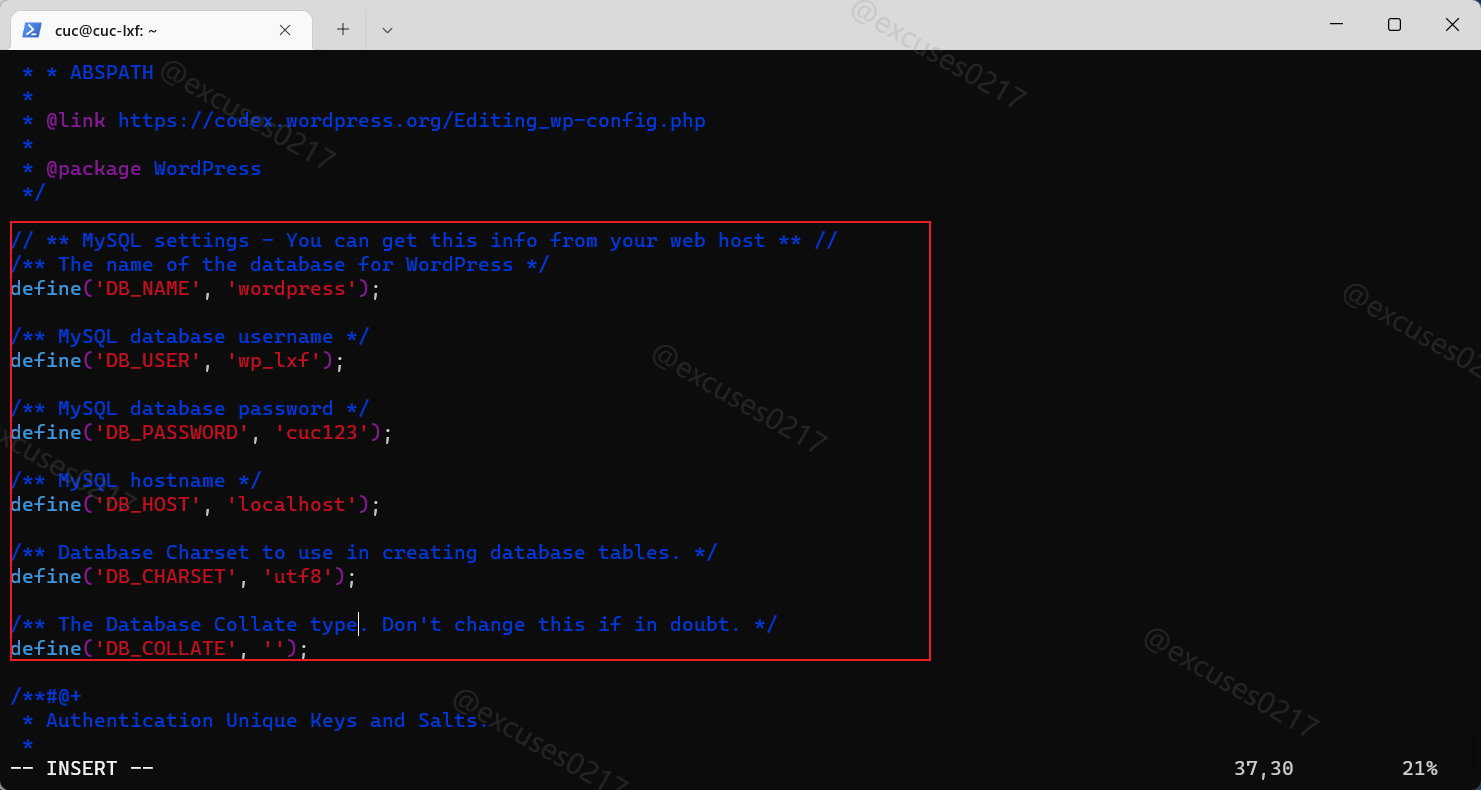 cuc@cuc-lxf: ~
* * ABSPATH
*
* @link https://codex.wordpress.org/Editing_wp-config.php
*
* @package WordPress
*/
// ** MySQL settings - You can get this info from your web host ** //
/** The name of the database for WordPress */
define('DB_NAME', 'wordpress');
/** MySQL database username */
define('DB_USER', 'wp_lxf');
/** MySQL database password */
define('DB_PASSWORD', 'cuc123');
/** MySQL hostname */
define('DB_HOST', 'localhost');
/** Database Charset to use in creating database tables. */
define('DB_CHARSET', 'utf8');
/** The Database Collate type. Don't change this if in doubt. */
define('DB_COLLATE', '');
/**#@+
* Authentication Unique Keys and Salts.
*
-- INSERT -- 37,30 21%
@excuses0217
@excuses0217
@excuses0217
@excuses0217
excuses0217
@excuses0217
@excuses0217